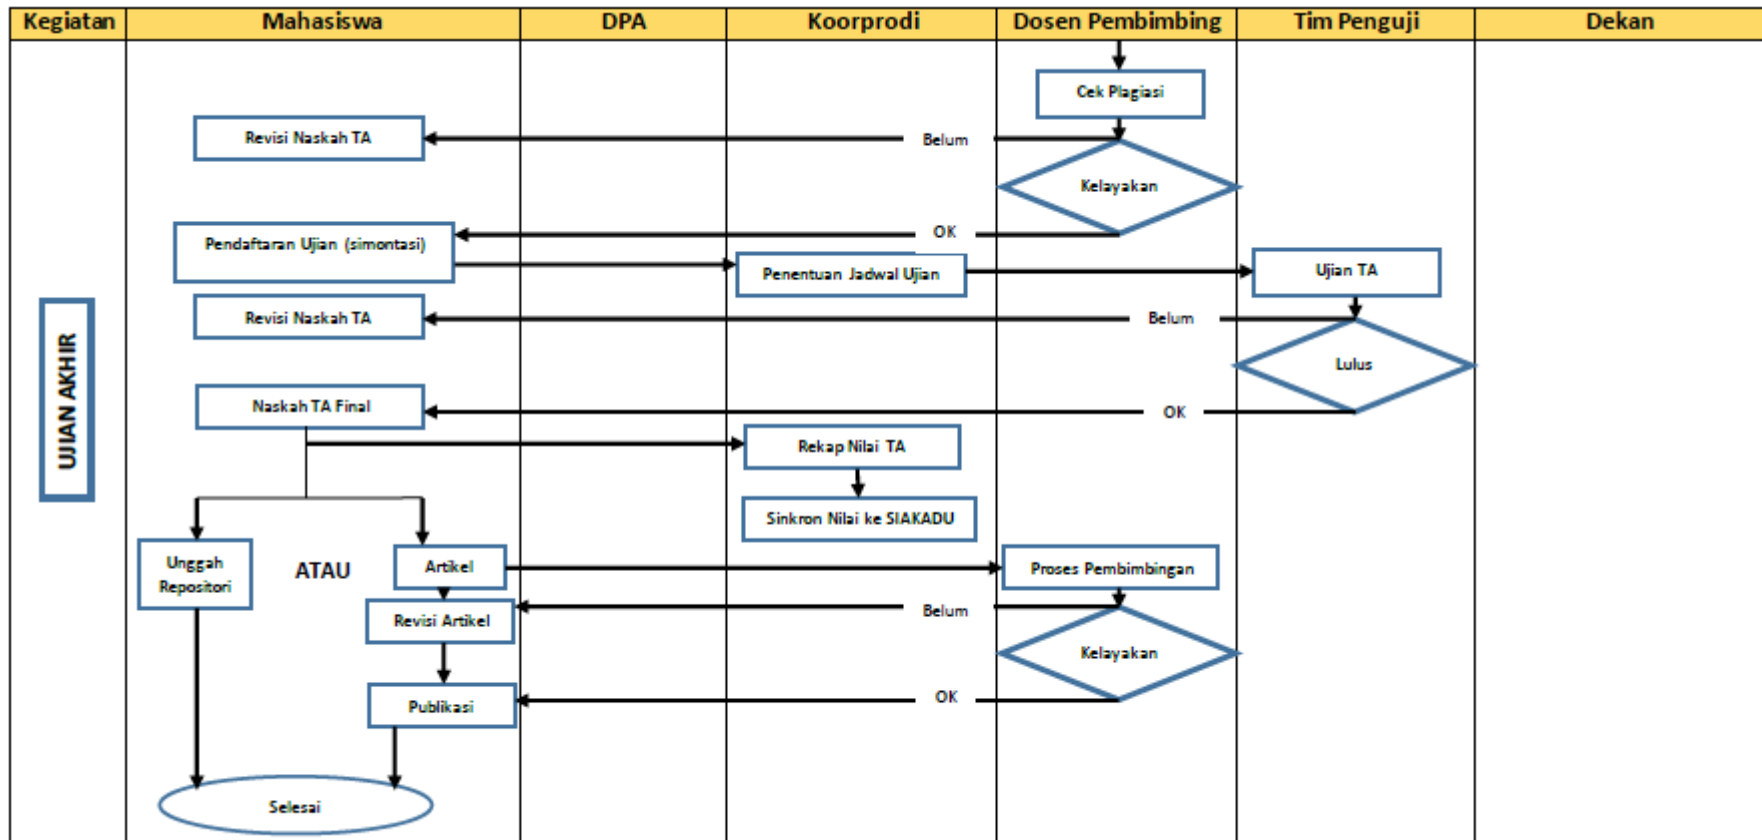 Kegiatan
Mahasiswa
DPA
Koorprodi
Dosen Pembimbing
Tim Penguji
Dekan
Cek Plagiasi
Revisi Naskah TA
Belum
Kelayakan
Pendaftaran Ujian (simontasi)
OK
Penentuan Jadwal Ujian
Ujian TA
UJIAN AKHIR
Revisi Naskah TA
Belum
Lulus
Naskah TA Final
OK
Rekap Nilai TA
Sinkron Nilai ke SIAKADU
Unggah
Repositori
ATAU
Artikel
Proses Pembimbingan
Revisi Artikel
Belum
Kelayakan
Publikasi
OK
Selesai